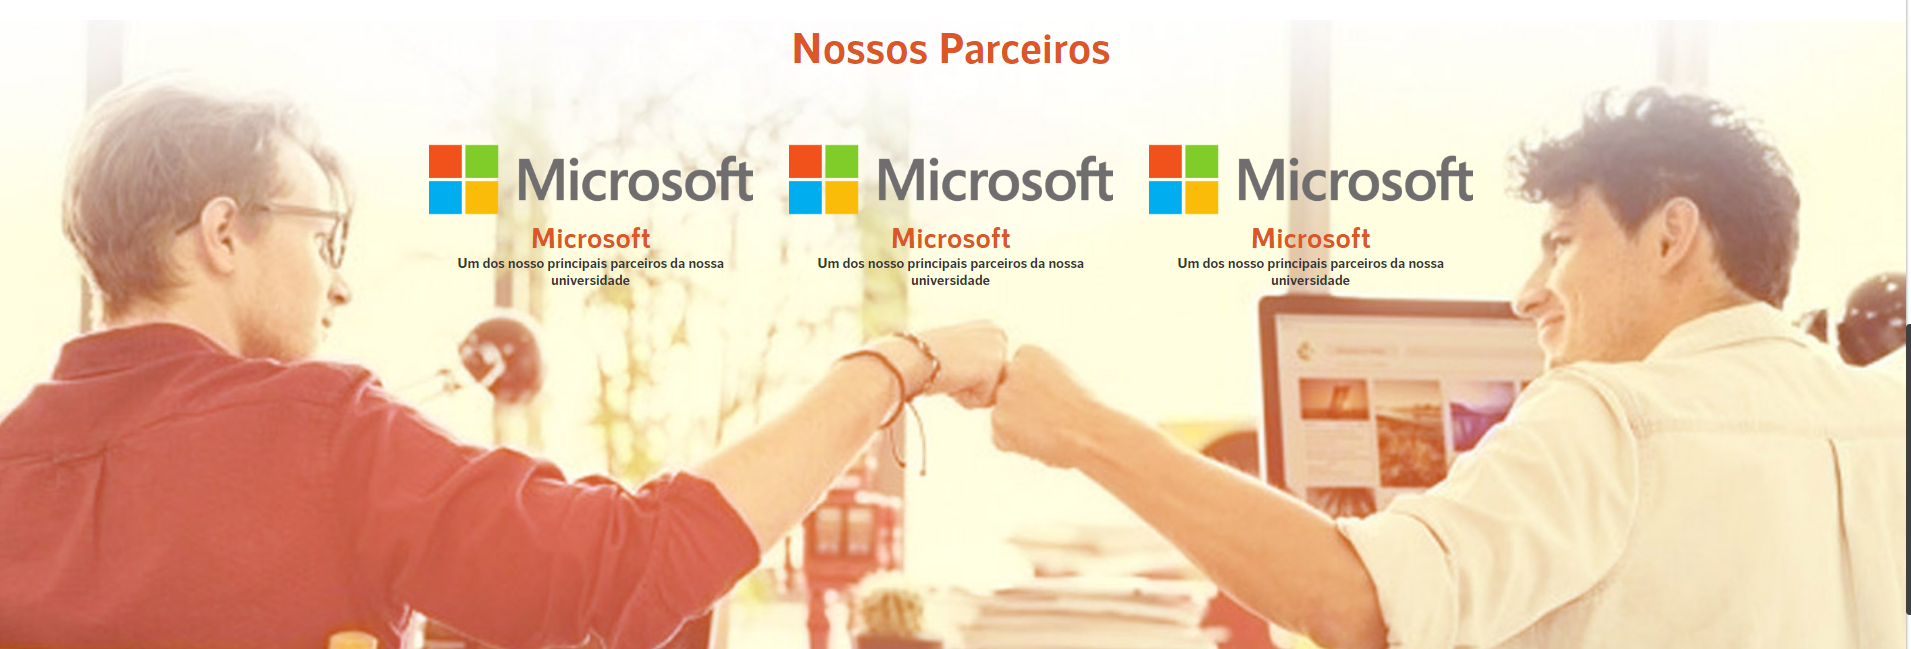 Nossos Parceiros
Microsoft
Microsoft
Um dos nosso principais parceiros da nossa
universidade
Microsoft
Microsoft
Um dos nosso principais parceiros da nossa
universidade
Microsoft
Microsoft
Um dos nosso principais parceiros da nossa
universidade